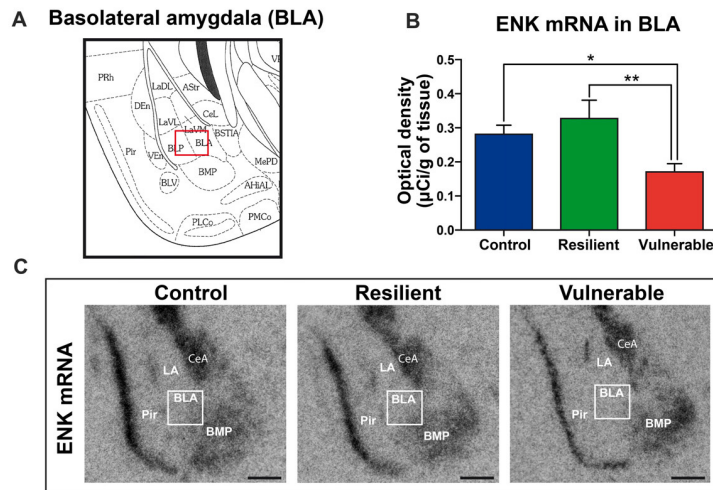 A Basolateral amygdala (BLA)
PRh
LaDL
AStr
DEn
CeL
LaVL
LaVM
BSTIA
Pir
BLP
BLA
VEn
MePD
BLV
BMP
AHiAL
PLCo
PMCo
B ENK mRNA in BLA
Optical density
(µCi/g of tissue)
0.5
0.4
0.3
0.2
0.1
0.0
*
**
Control Resilient Vulnerable
C
Control Resilient Vulnerable
ENK mRNA
CeA
LA
BLA
Pir
BMP
CeA
LA
BLA
Pir
BMP
CeA
LA
BLA
Pir
BMP